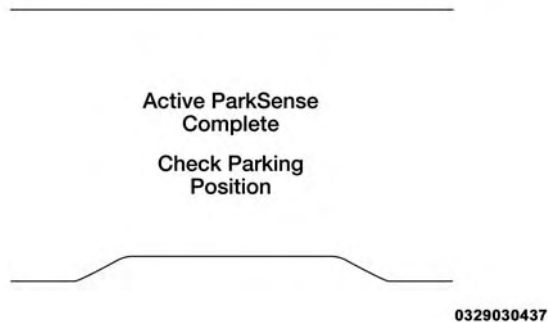 Active ParkSense
Complete
Check Parking
Position
0329030437